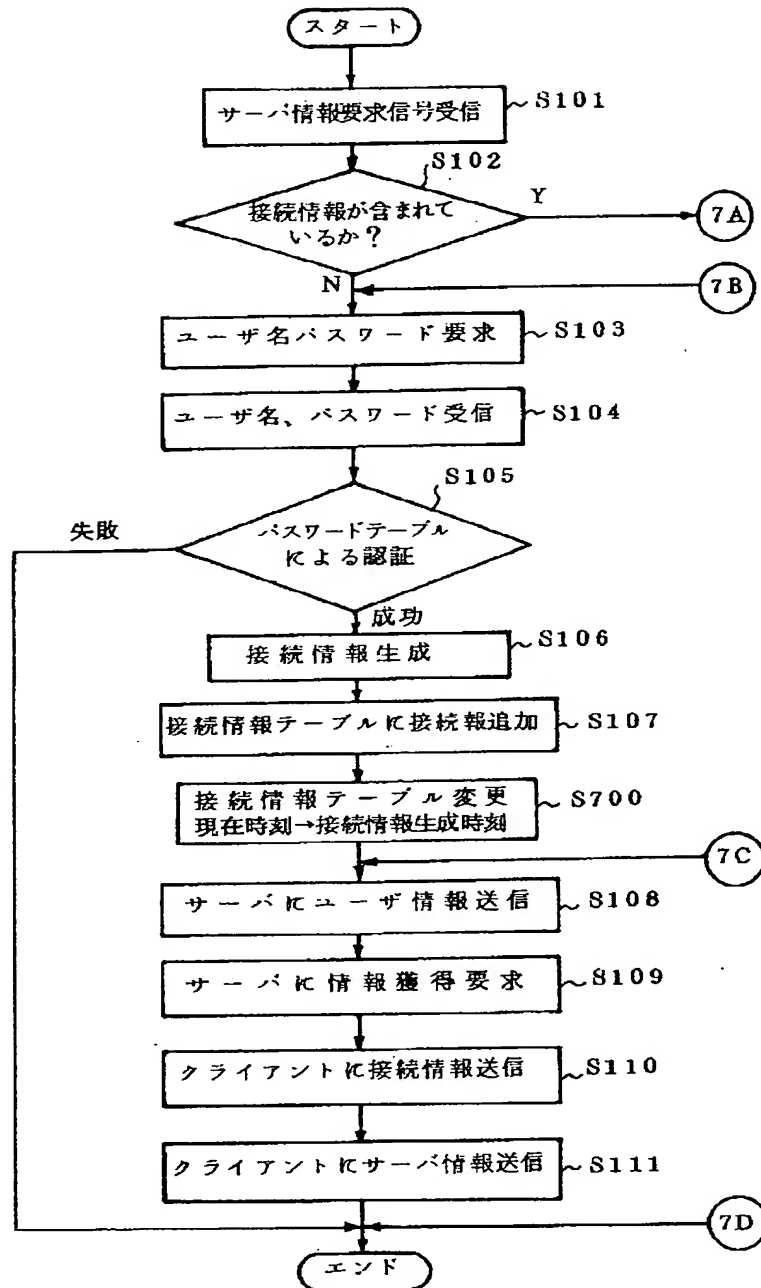 スタート
サーバ情報要求信号受信
S101
S102
接続情報が含まれて
いるか？
Y
7A
N
7B
ユーザ名パスワード要求
S103
ユーザ名、パスワード受信
S104
S105
失敗
パスワードテーブル
による認証
成功
接続情報生成
S106
接続情報テーブルに接続報追加
S107
接続情報テーブル変更
現在時刻→接続情報生成時刻
S700
7C
サーバにユーザ情報送信
S108
サーバに情報獲得要求
S109
クライアントに接続情報送信
S110
クライアントにサーバ情報送信
S111
7D
エンド